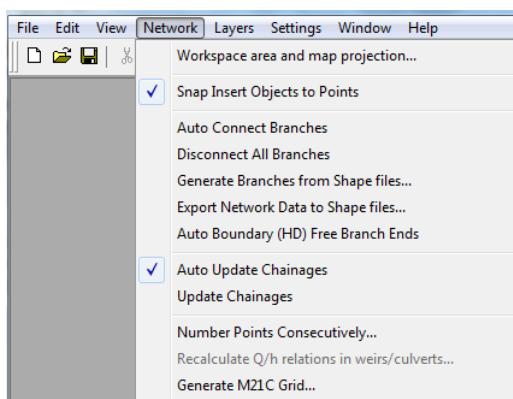 File Edit View Network Layers Settings Window Help
Workspace area and map projection...
Snap Insert Objects to Points
Auto Connect Branches
Disconnect All Branches
Generate Branches from Shape files...
Export Network Data to Shape files...
Auto Boundary (HD) Free Branch Ends
Auto Update Chainages
Update Chainages
Number Points Consecutively...
Recalculate Q/h relations in weirs/culverts...
Generate M21C Grid...